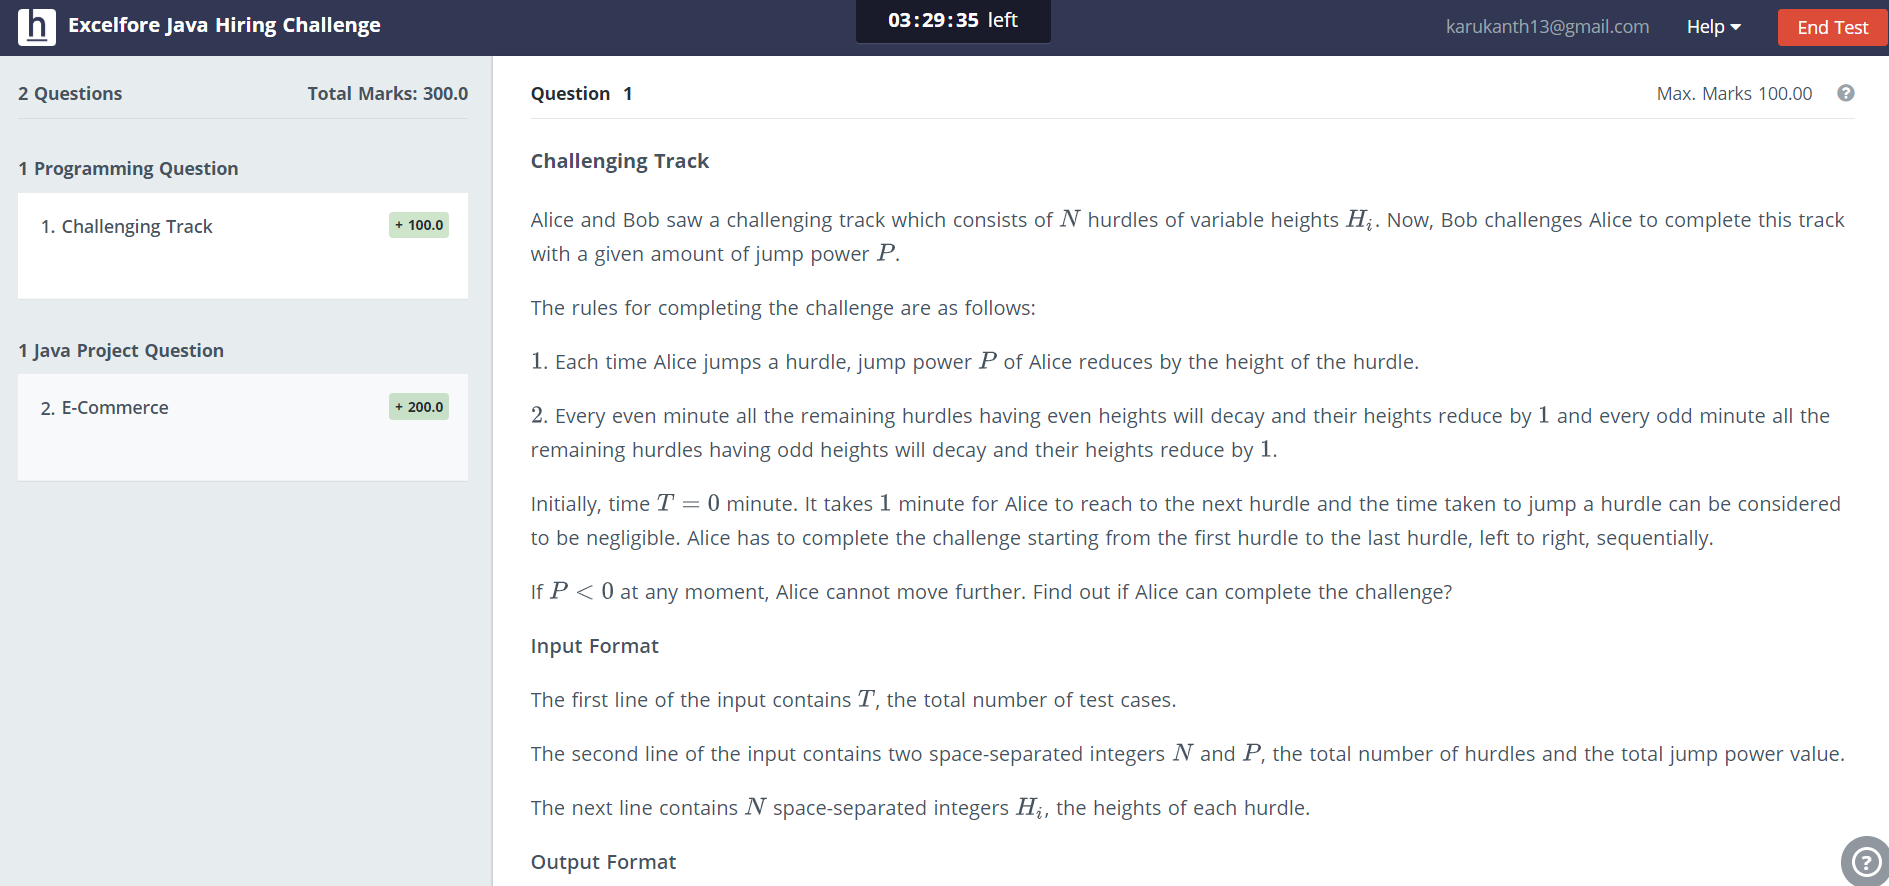 h Excelfore Java Hiring Challenge
03:29:35 left
karukanth13@gmail.com
Help
End Test
2 Questions
Total Marks: 300.0
1 Programming Question
1. Challenging Track
+ 100.0
1 Java Project Question
2. E-Commerce
+ 200.0
Question 1
Max. Marks 100.00
?
Challenging Track
Alice and Bob saw a challenging track which consists of N hurdles of variable heights Hᵢ. Now, Bob challenges Alice to complete this track
with a given amount of jump power P.
The rules for completing the challenge are as follows:
1. Each time Alice jumps a hurdle, jump power P of Alice reduces by the height of the hurdle.
2. Every even minute all the remaining hurdles having even heights will decay and their heights reduce by 1 and every odd minute all the
remaining hurdles having odd heights will decay and their heights reduce by 1.
Initially, time T = 0 minute. It takes 1 minute for Alice to reach to the next hurdle and the time taken to jump a hurdle can be considered
to be negligible. Alice has to complete the challenge starting from the first hurdle to the last hurdle, left to right, sequentially.
If P < 0 at any moment, Alice cannot move further. Find out if Alice can complete the challenge?
Input Format
The first line of the input contains T, the total number of test cases.
The second line of the input contains two space-separated integers N and P, the total number of hurdles and the total jump power value.
The next line contains N space-separated integers Hᵢ, the heights of each hurdle.
Output Format
?